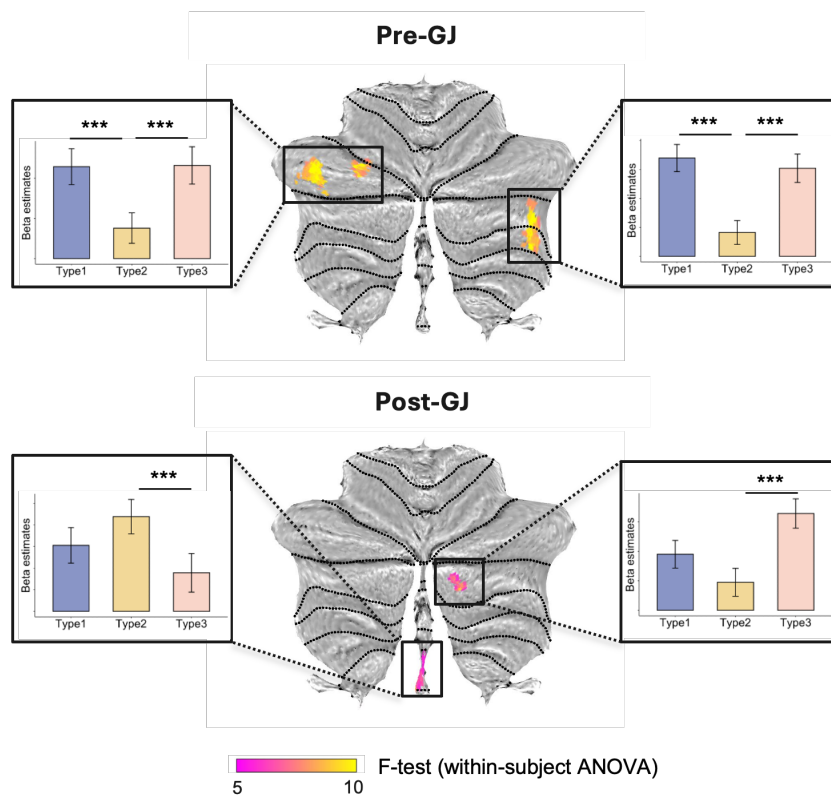 Pre-GJ
*** ***
Beta estimates
Type1 Type2 Type3
*** ***
Beta estimates
Type1 Type2 Type3
Post-GJ
***
Beta estimates
Type1 Type2 Type3
***
Beta estimates
Type1 Type2 Type3
F-test (within-subject ANOVA)
5 10